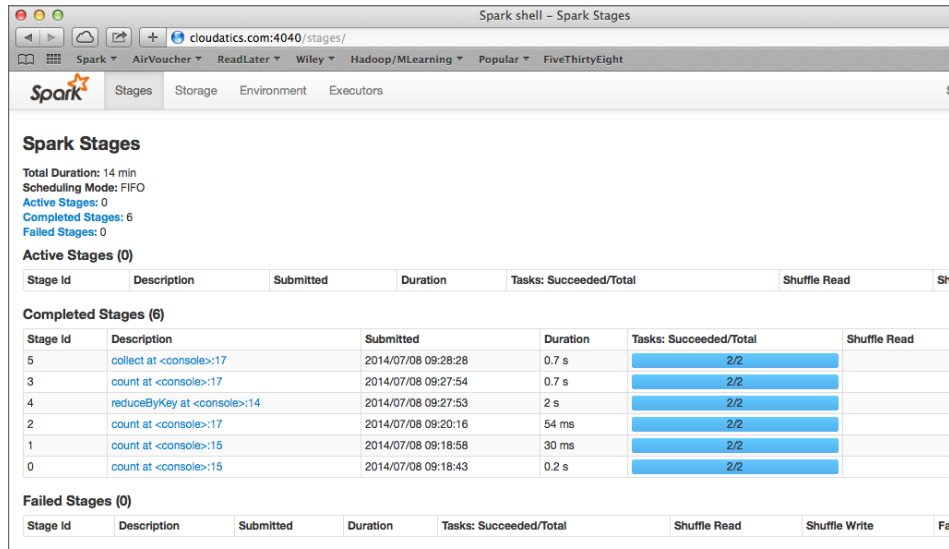 Spark shell – Spark Stages
cloudatics.com:4040/stages/
Spark AirVoucher ReadLater Wiley Hadoop/MLearning Popular FiveThirtyEight
Spark Stages Storage Environment Executors
Spark Stages
Total Duration: 14 min
Scheduling Mode: FIFO
Active Stages: 0
Completed Stages: 6
Failed Stages: 0
Active Stages (0)
Stage Id Description Submitted Duration Tasks: Succeeded/Total Shuffle Read Sh
Completed Stages (6)
Stage Id Description Submitted Duration Tasks: Succeeded/Total Shuffle Read
5 collect at <console>:17 2014/07/08 09:28:28 0.7 s 2/2
3 count at <console>:17 2014/07/08 09:27:54 0.7 s 2/2
4 reduceByKey at <console>:14 2014/07/08 09:27:53 2 s 2/2
2 count at <console>:17 2014/07/08 09:20:16 54 ms 2/2
1 count at <console>:15 2014/07/08 09:18:58 30 ms 2/2
0 count at <console>:15 2014/07/08 09:18:43 0.2 s 2/2
Failed Stages (0)
Stage Id Description Submitted Duration Tasks: Succeeded/Total Shuffle Read Shuffle Write Fa